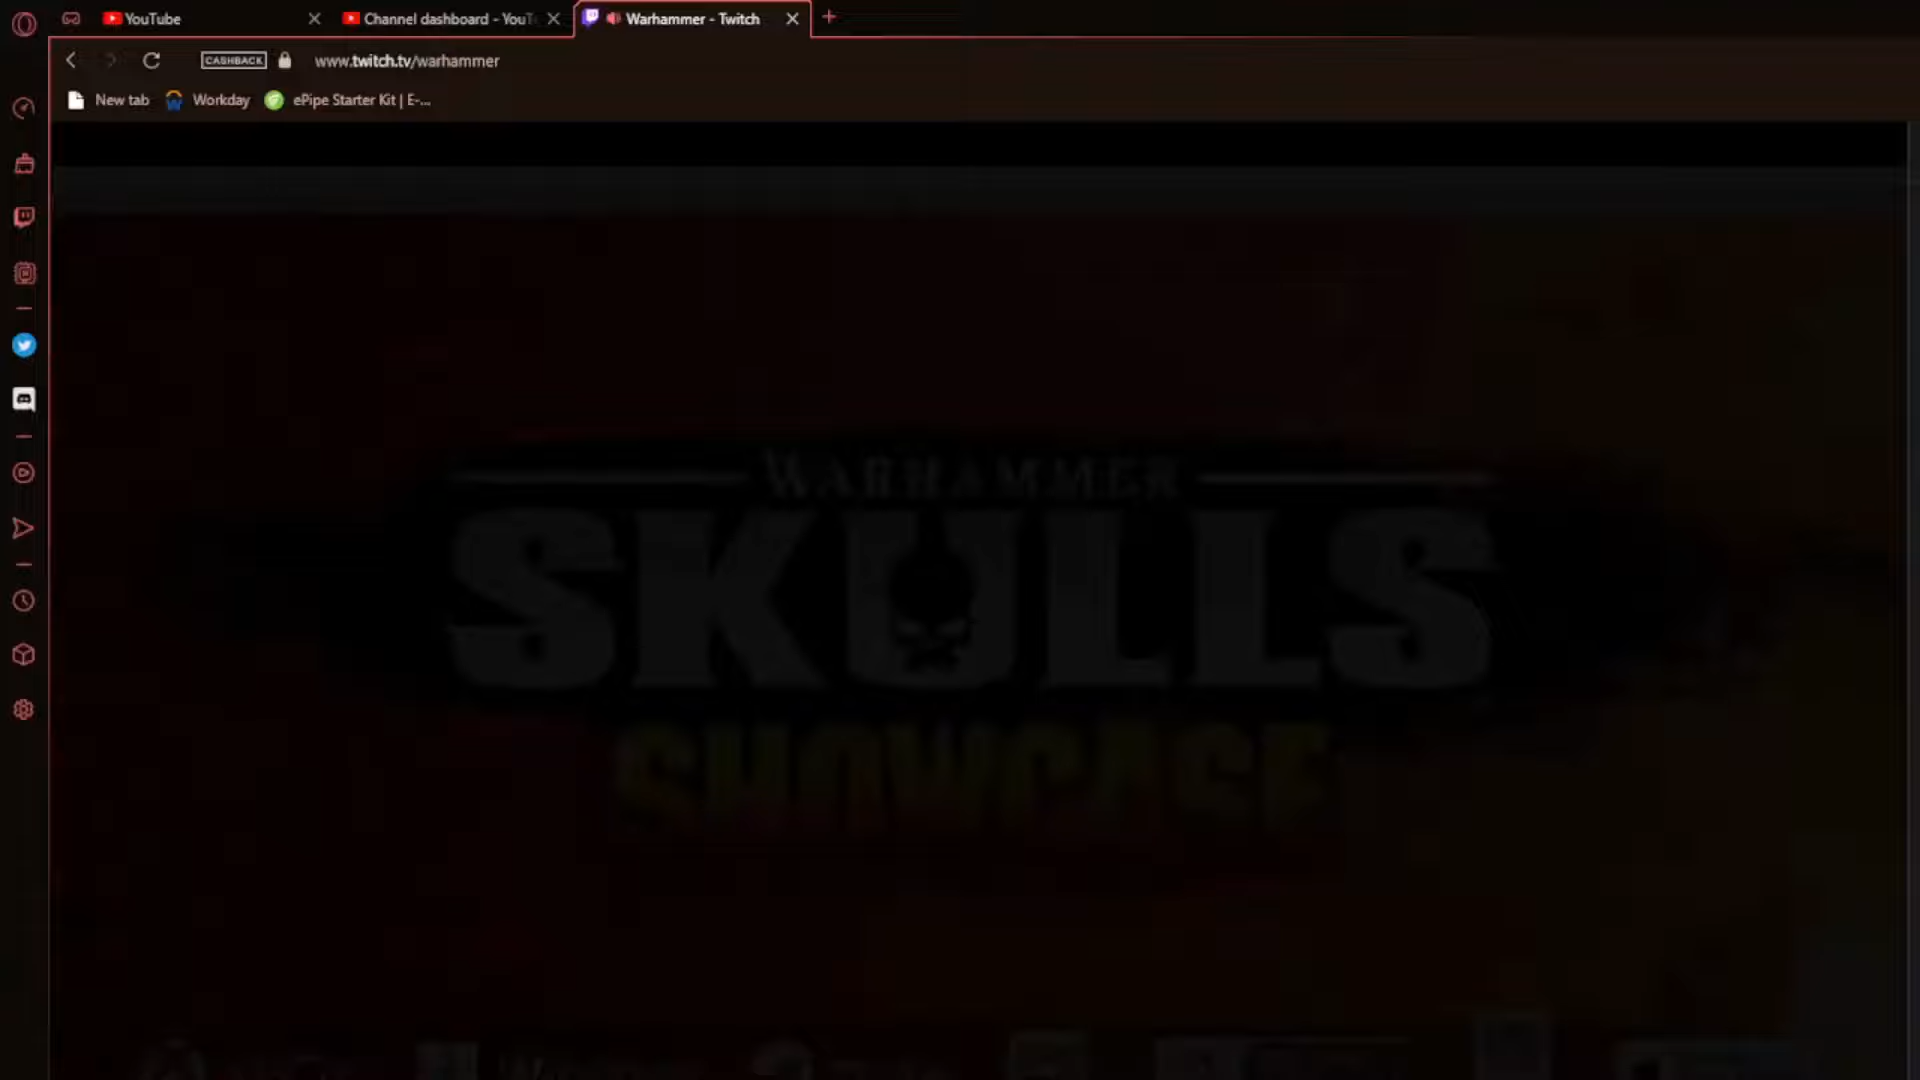 YouTube
Channel dashboard - YouT
Warhammer - Twitch
CASHBACK
www.twitch.tv/warhammer
New tab
Workday
ePipe Starter Kit | E-...
WARHAMMER
SKULLS
SHOWCASE